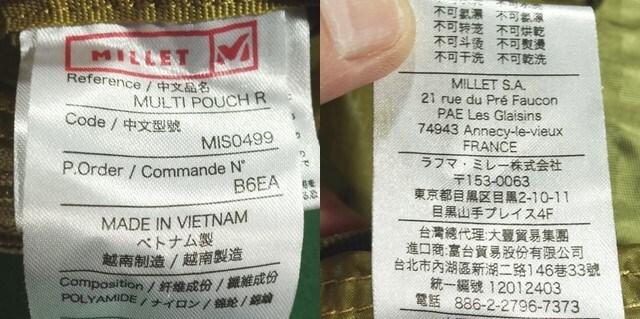 MILLET
Reference / 中文品名
MULTI POUCH R
Code / 中文型號
MIS0499
P.Order / Commande N°
B6EA
MADE IN VIETNAM
ベトナム製
越南制造 / 越南製造
Composition / 纤维成份 / 纖維成份
POLYAMIDE / ナイロン / 锦纶 / 錦綸
不可氯漂 不可氯漂
不可转笼 不可烘乾
不可斗後 不可熨燙
不可干洗 不可乾洗
MILLET S.A.
21 rue du Pré Faucon
PAE Les Glaisins
74943 Annecy-le-vieux
FRANCE
ラフマ・ミレー株式会社
〒153-0063
東京都目黒区目黒2-10-11
目黒山手プレイス4F
台灣總代理:大豐貿易集團
進口商:富台貿易股份有限公司
台北市內湖區新湖二路146巷33號
統一編號 12012403
電話 886-2-2796-7373